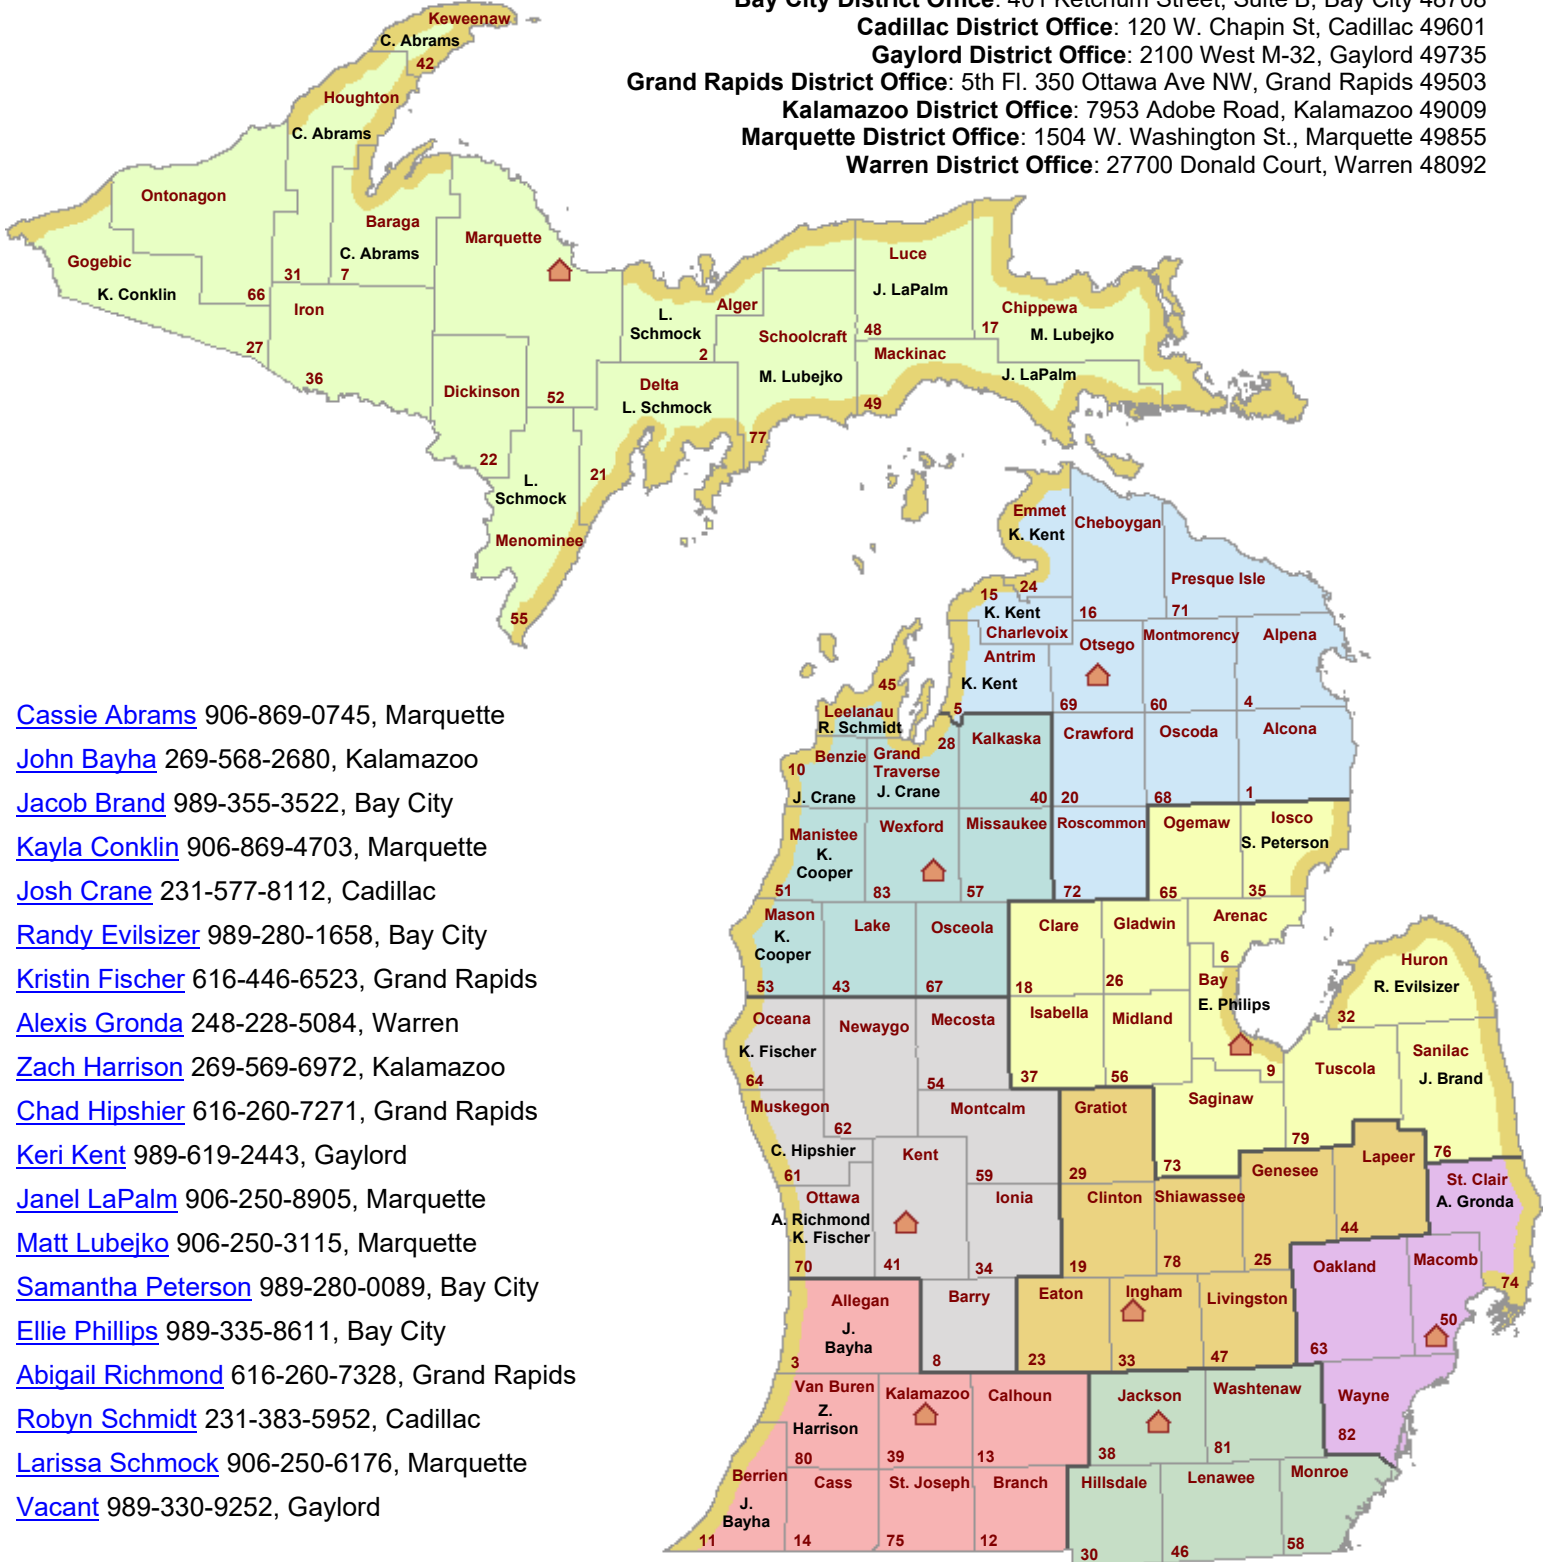 Bay City District Office: 401 Ketchum Street, Suite B, Bay City 48708
Cadillac District Office: 120 W. Chapin St, Cadillac 49601
Gaylord District Office: 2100 West M-32, Gaylord 49735
Grand Rapids District Office: 5th Fl. 350 Ottawa Ave NW, Grand Rapids 49503
Kalamazoo District Office: 7953 Adobe Road, Kalamazoo 49009
Marquette District Office: 1504 W. Washington St., Marquette 49855
Warren District Office: 27700 Donald Court, Warren 48092
Keweenaw
C. Abrams
42
Houghton
C. Abrams
31
Ontonagon
66
Gogebic
K. Conklin
27
Baraga
C. Abrams
7
Iron
36
Marquette
52
Dickinson
22
L.
Schmock
Menominee
55
Delta
L. Schmock
21
Alger
L.
Schmock
2
Schoolcraft
M. Lubejko
77
Luce
J. LaPalm
48
Mackinac
J. LaPalm
49
Chippewa
M. Lubejko
17
Emmet
K. Kent
24
Cheboygan
16
Presque Isle
71
15
K. Kent
Charlevoix
Antrim
K. Kent
5
Otsego
69
Montmorency
60
Alpena
4
45
Leelanau
R. Schmidt
Benzie
10
J. Crane
Grand
Traverse
J. Crane
28
Kalkaska
40
Crawford
20
Oscoda
68
Alcona
1
Manistee
K.
Cooper
51
Wexford
83
Missaukee
57
Roscommon
72
Ogemaw
65
Iosco
S. Peterson
35
Mason
K.
Cooper
53
Lake
43
Osceola
67
Clare
18
Gladwin
26
Arenac
6
Bay
E. Philips
9
Huron
R. Evilsizer
32
Oceana
K. Fischer
64
Newaygo
62
Mecosta
54
Isabella
37
Midland
56
Saginaw
73
Tuscola
79
Sanilac
J. Brand
76
Muskegon
C. Hipshier
61
Montcalm
59
Gratiot
29
Kent
41
Ottawa
A. Richmond
K. Fischer
70
Ionia
34
Clinton
19
Shiawassee
78
Genesee
25
Lapeer
44
St. Clair
A. Gronda
74
Allegan
J.
Bayha
3
Barry
8
Eaton
23
Ingham
33
Livingston
47
Oakland
63
Macomb
50
Van Buren
Z.
Harrison
80
Kalamazoo
39
Calhoun
13
Jackson
38
Washtenaw
81
Wayne
82
Berrien
J.
Bayha
11
Cass
14
St. Joseph
75
Branch
12
Hillsdale
30
Lenawee
46
Monroe
58
Cassie Abrams 906-869-0745, Marquette
John Bayha 269-568-2680, Kalamazoo
Jacob Brand 989-355-3522, Bay City
Kayla Conklin 906-869-4703, Marquette
Josh Crane 231-577-8112, Cadillac
Randy Evilsizer 989-280-1658, Bay City
Kristin Fischer 616-446-6523, Grand Rapids
Alexis Gronda 248-228-5084, Warren
Zach Harrison 269-569-6972, Kalamazoo
Chad Hipshier 616-260-7271, Grand Rapids
Keri Kent 989-619-2443, Gaylord
Janel LaPalm 906-250-8905, Marquette
Matt Lubejko 906-250-3115, Marquette
Samantha Peterson 989-280-0089, Bay City
Ellie Phillips 989-335-8611, Bay City
Abigail Richmond 616-260-7328, Grand Rapids
Robyn Schmidt 231-383-5952, Cadillac
Larissa Schmock 906-250-6176, Marquette
Vacant 989-330-9252, Gaylord